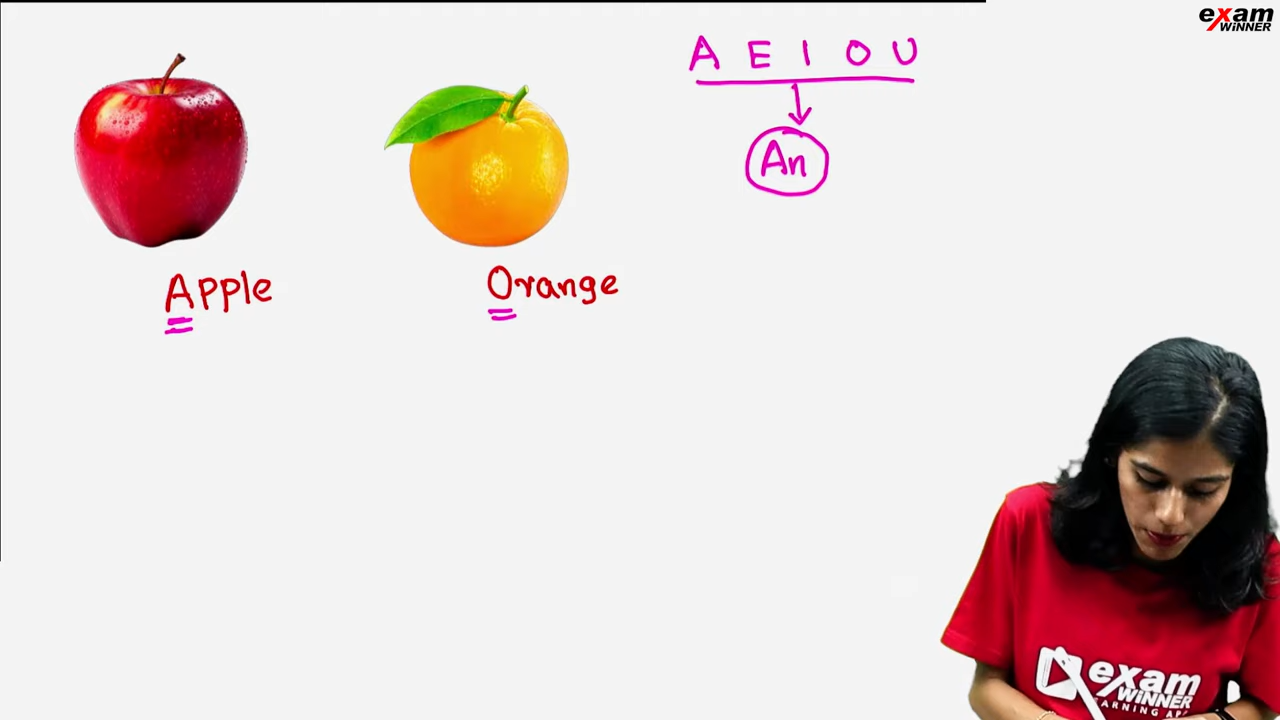 exam
WiNNER
A E I O U
An
Apple
Orange
exam
WiNNER